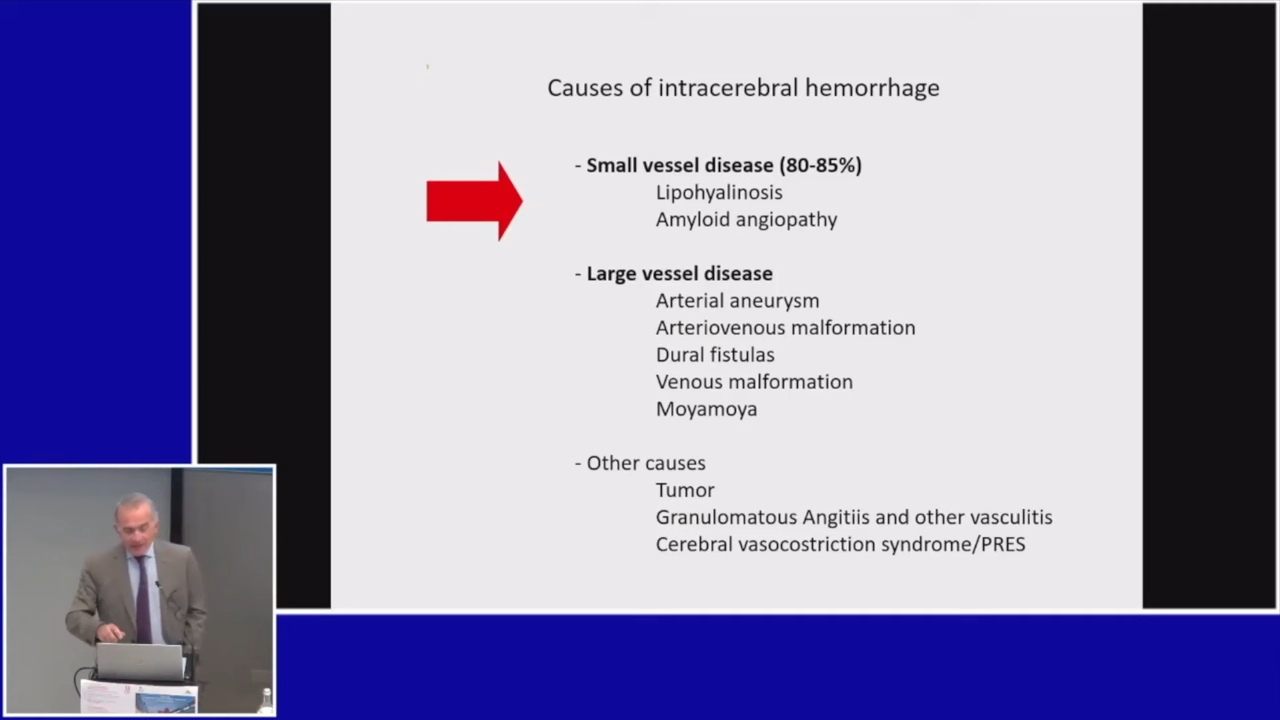 Causes of intracerebral hemorrhage
- Small vessel disease (80-85%)
Lipohyalinosis
Amyloid angiopathy
- Large vessel disease
Arterial aneurysm
Arteriovenous malformation
Dural fistulas
Venous malformation
Moyamoya
- Other causes
Tumor
Granulomatous Angitiis and other vasculitis
Cerebral vasocostriction syndrome/PRES